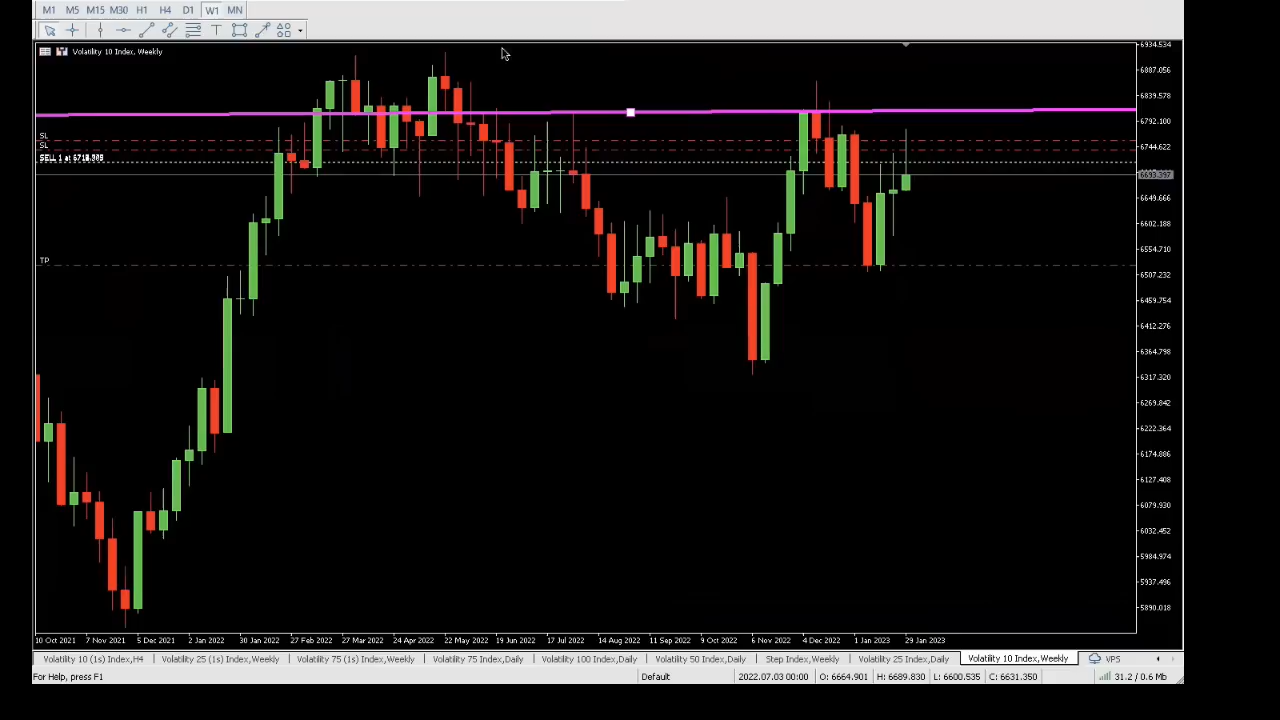 M1 M5 M15 M30 H1 H4 D1 W1 MN
Volatility 10 Index, Weekly
6934.534
6887.056
6839.578
6792.100
6744.622
6649.666
6602.188
6554.710
6507.232
6459.754
6412.276
6364.798
6317.320
6269.842
6222.364
6174.886
6127.408
6079.930
6032.452
5984.974
5937.496
5890.018
SL
SL
SELL 1 at
TP
10 Oct 2021 7 Nov 2021 5 Dec 2021 2 Jan 2022 30 Jan 2022 27 Feb 2022 27 Mar 2022 24 Apr 2022 22 May 2022 19 Jun 2022 17 Jul 2022 14 Aug 2022 11 Sep 2022 9 Oct 2022 6 Nov 2022 4 Dec 2022 1 Jan 2023 29 Jan 2023
Volatility 10 (1s) Index,H4 Volatility 25 (1s) Index,Weekly Volatility 75 (1s) Index,Weekly Volatility 75 Index,Daily Volatility 100 Index,Daily Volatility 50 Index,Daily Step Index,Weekly Volatility 25 Index,Daily Volatility 10 Index,Weekly VPS
For Help, press F1 Default 2022.07.03 00:00 O: 6664.901 H: 6689.830 L: 6600.535 C: 6631.350 31.2 / 0.6 Mb